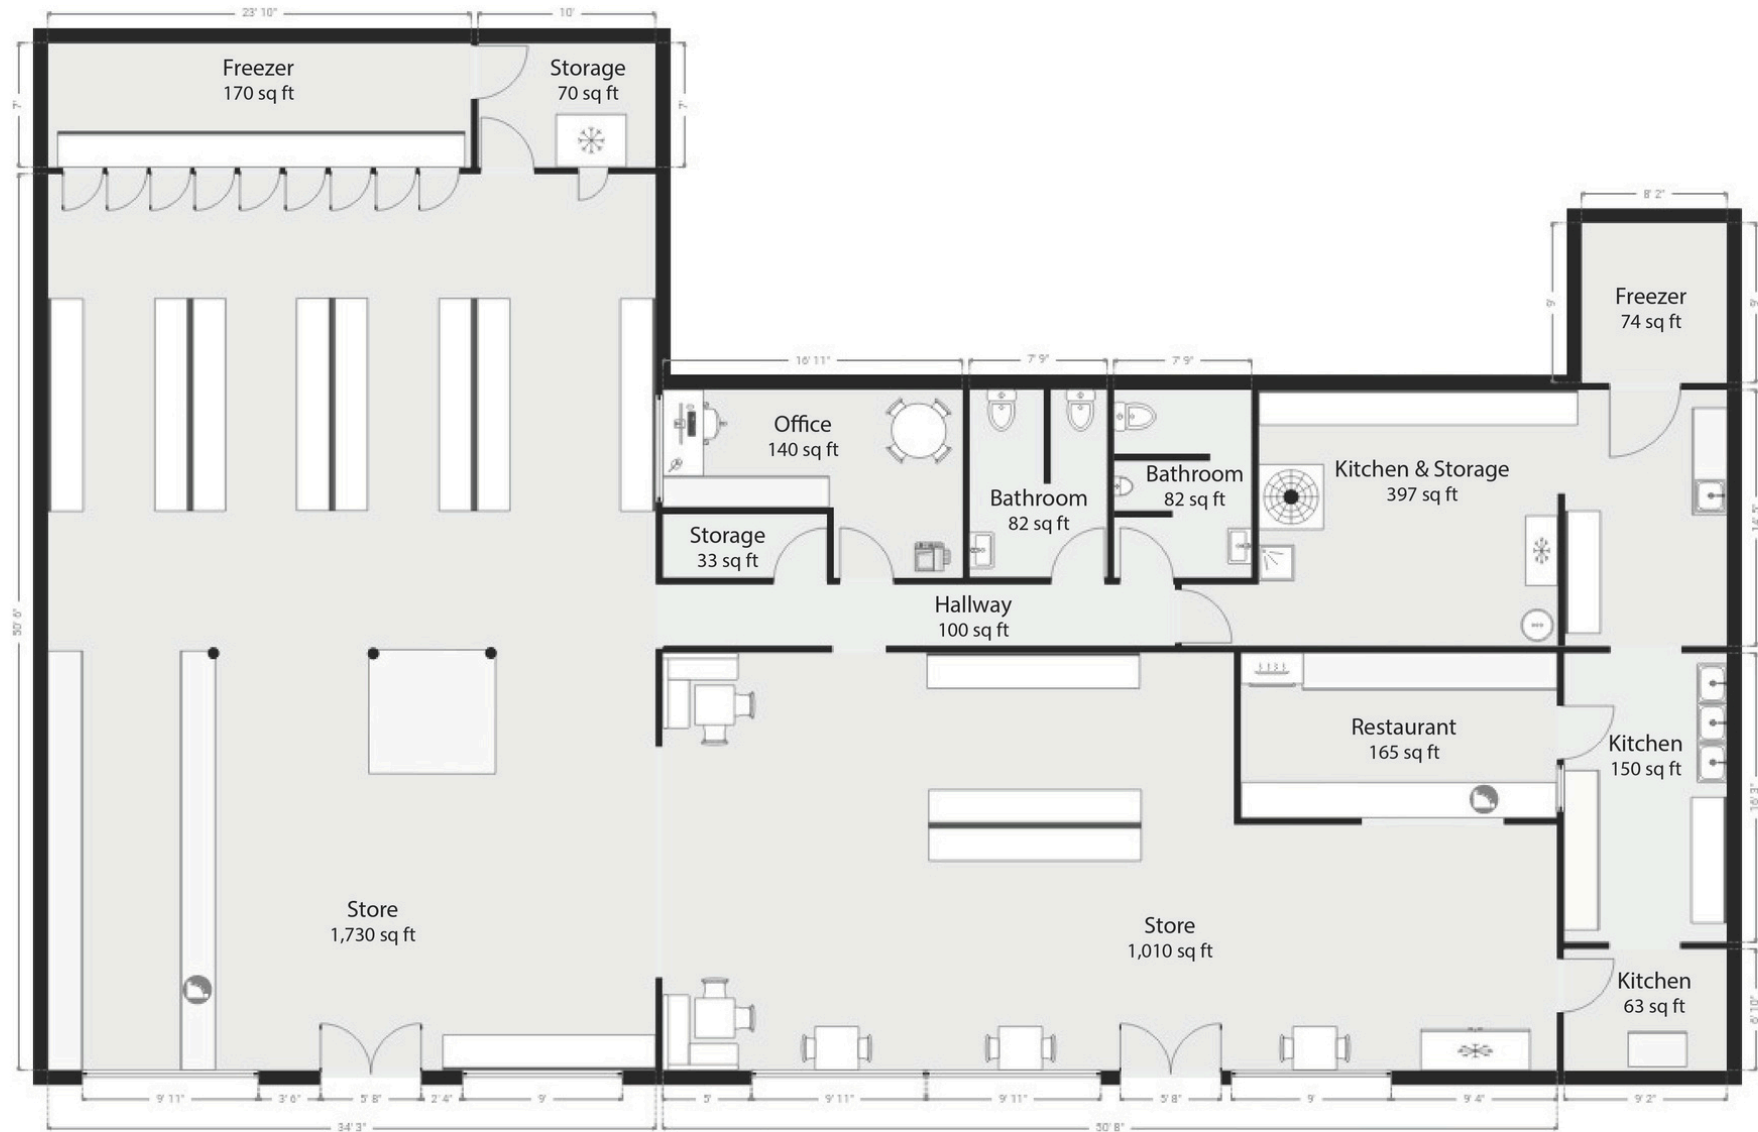 23' 10"
10'
Freezer
170 sq ft
Storage
70 sq ft
7'
7'
8' 2"
9'
9'
Freezer
74 sq ft
16' 11"
7' 9"
7' 9"
Office
140 sq ft
Bathroom
82 sq ft
Bathroom
82 sq ft
Kitchen & Storage
397 sq ft
14' 5"
Storage
33 sq ft
Hallway
100 sq ft
50' 6"
Restaurant
165 sq ft
Kitchen
150 sq ft
16' 3"
Store
1,730 sq ft
Store
1,010 sq ft
Kitchen
63 sq ft
6' 10"
9' 11"
3' 6"
5' 8"
2' 4"
9'
5'
9' 11"
9' 11"
5' 8"
9'
9' 4"
9' 2"
34' 3"
50' 8"